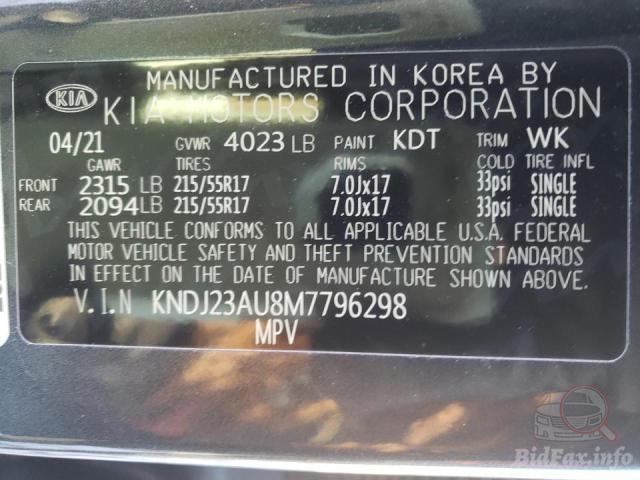 MANUFACTURED IN KOREA BY
KIA KIA MOTORS CORPORATION
04/21 GVWR 4023 LB PAINT KDT TRIM WK
GAWR TIRES RIMS COLD TIRE INFL
FRONT 2315 LB 215/55R17 7.0Jx17 33psi SINGLE
REAR 2094 LB 215/55R17 7.0Jx17 33psi SINGLE
THIS VEHICLE CONFORMS TO ALL APPLICABLE U.S.A. FEDERAL
MOTOR VEHICLE SAFETY AND THEFT PREVENTION STANDARDS
IN EFFECT ON THE DATE OF MANUFACTURE SHOWN ABOVE.
V.I.N KNDJ23AU8M7796298
MPV
BidFax.info